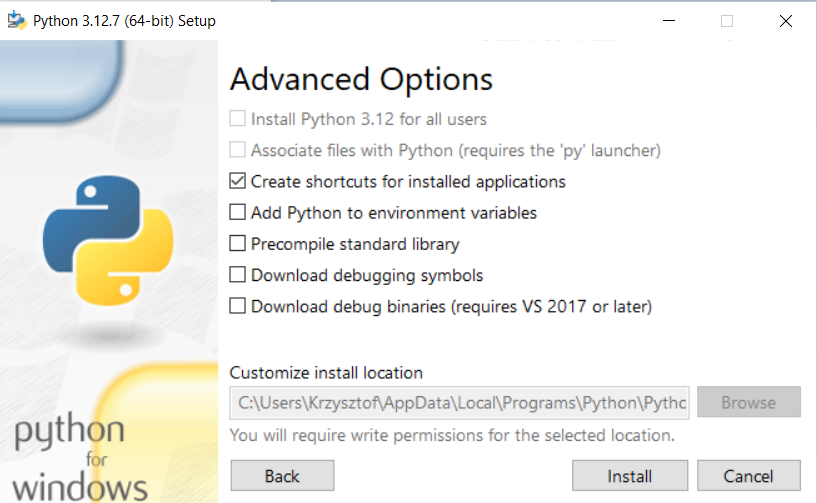 Python 3.12.7 (64-bit) Setup
Advanced Options
Install Python 3.12 for all users
Associate files with Python (requires the 'py' launcher)
Create shortcuts for installed applications
Add Python to environment variables
Precompile standard library
Download debugging symbols
Download debug binaries (requires VS 2017 or later)
Customize install location
C:\Users\Krzysztof\AppData\Local\Programs\Python\Pythc
Browse
You will require write permissions for the selected location.
python
for
windows
Back
Install
Cancel